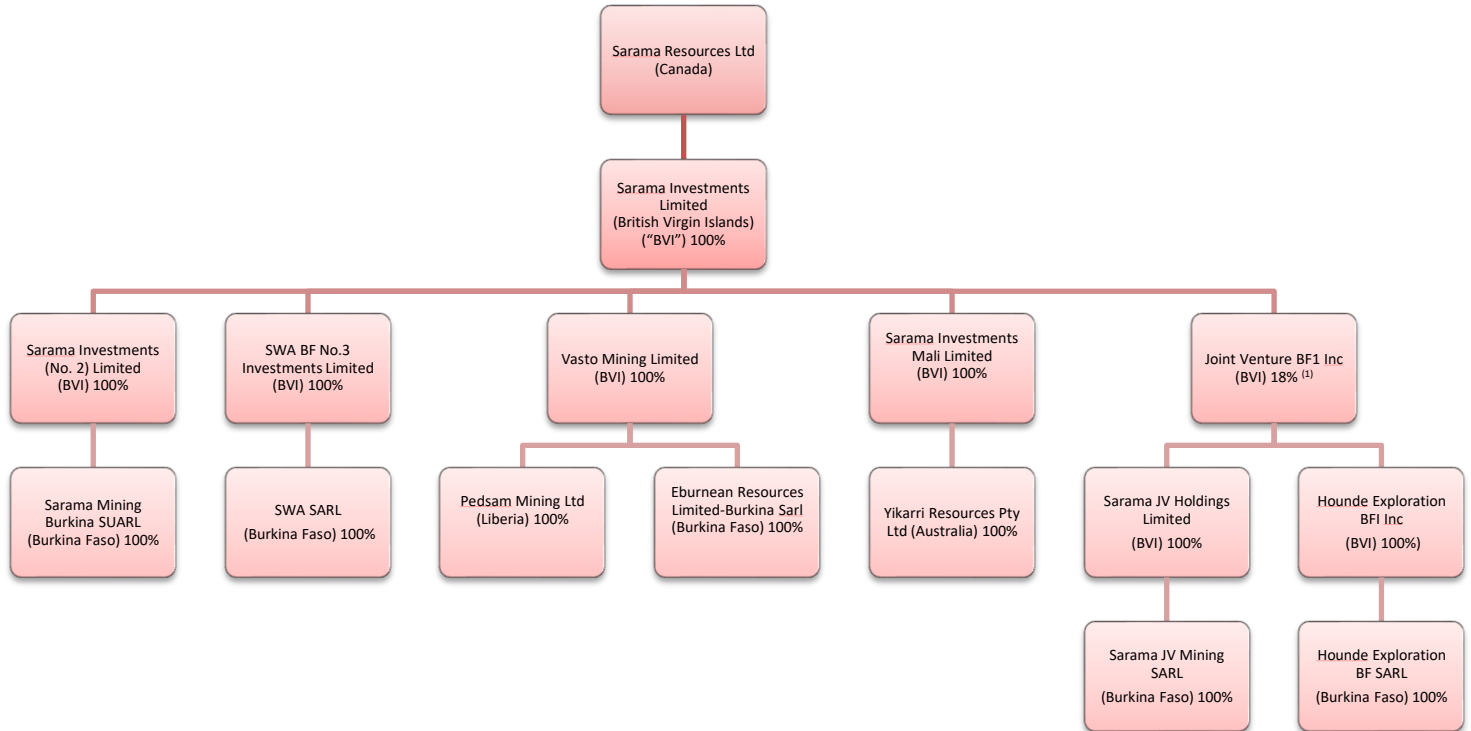 Sarama Resources Ltd
(Canada)
Sarama Investments
Limited
(British Virgin Islands)
(“BVI”) 100%
Sarama Investments
(No. 2) Limited
(BVI) 100%
SWA BF No.3
Investments Limited
(BVI) 100%
Vasto Mining Limited
(BVI) 100%
Sarama Investments
Mali Limited
(BVI) 100%
Joint Venture BF1 Inc
(BVI) 18% (1)
Sarama Mining
Burkina SUARL
(Burkina Faso) 100%
SWA SARL
(Burkina Faso) 100%
Pedsam Mining Ltd
(Liberia) 100%
Eburnean Resources
Limited-Burkina Sarl
(Burkina Faso) 100%
Yikarri Resources Pty
Ltd (Australia) 100%
Sarama JV Holdings
Limited
(BVI) 100%
Hounde Exploration
BFI Inc
(BVI) 100%)
Sarama JV Mining
SARL
(Burkina Faso) 100%
Hounde Exploration
BF SARL
(Burkina Faso) 100%